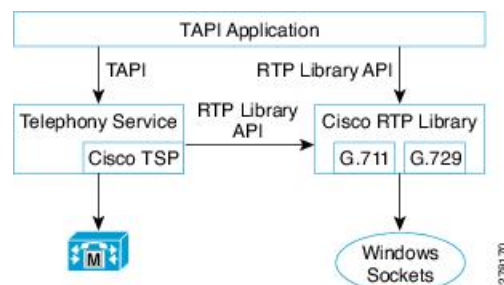 TAPI Application
TAPI
RTP Library API
Telephony Service
Cisco TSP
RTP Library
API
Cisco RTP Library
G.711
G.729
M
Windows
Sockets